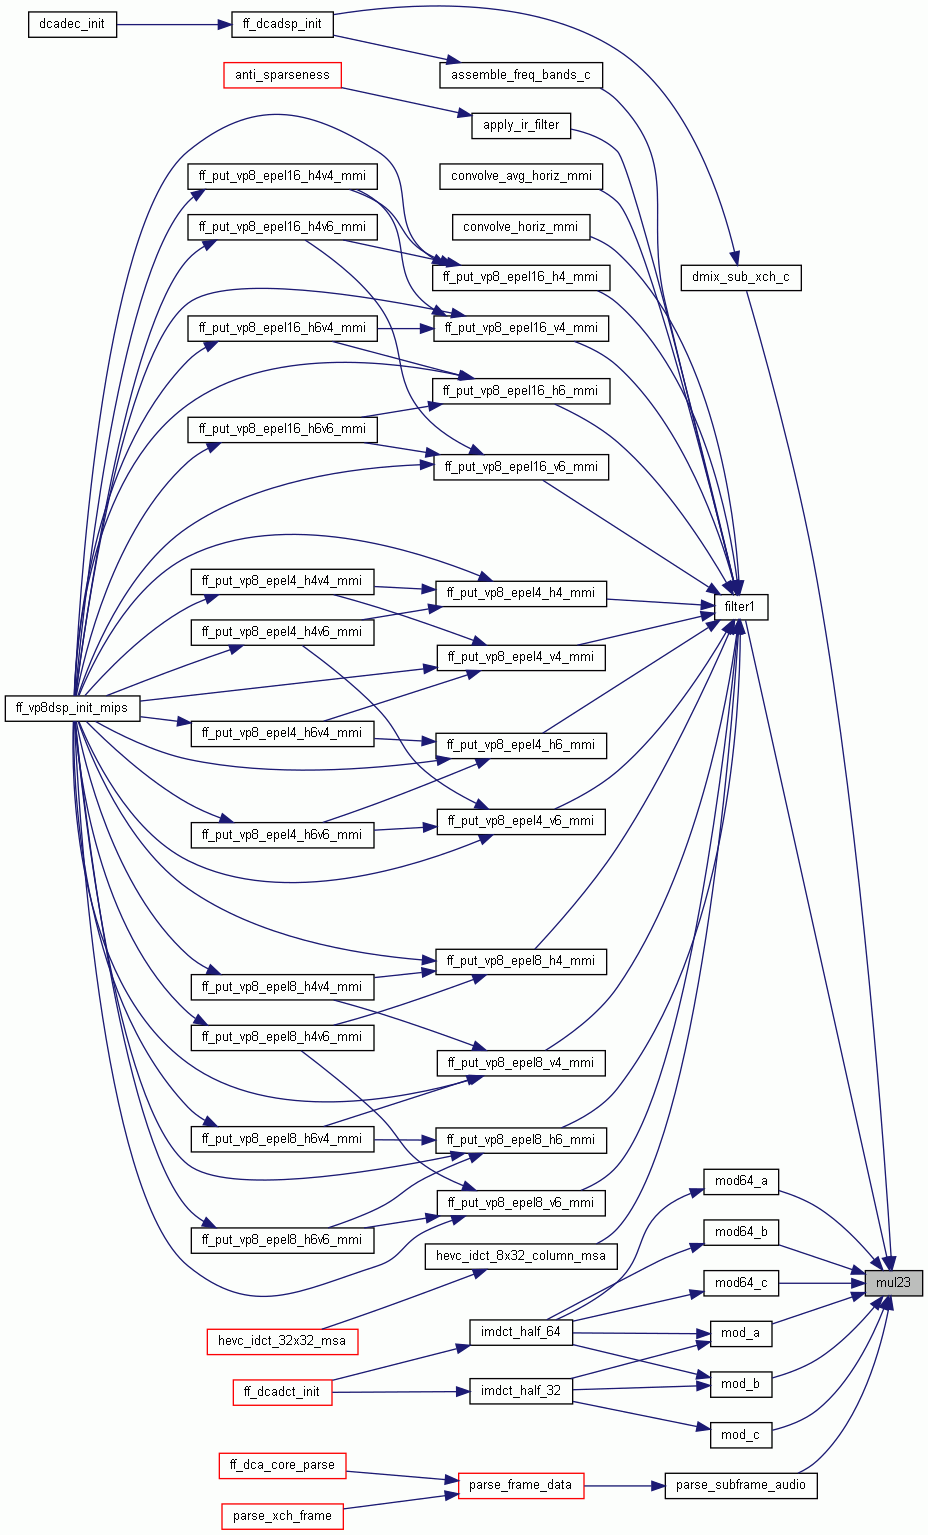 dcadec_init
ff_dcadsp_init
anti_sparseness
assemble_freq_bands_c
apply_ir_filter
ff_put_vp8_epel16_h4v4_mmi
convolve_avg_horiz_mmi
ff_put_vp8_epel16_h4v6_mmi
convolve_horiz_mmi
ff_put_vp8_epel16_h4_mmi
dmix_sub_xch_c
ff_put_vp8_epel16_h6v4_mmi
ff_put_vp8_epel16_v4_mmi
ff_put_vp8_epel16_h6_mmi
ff_put_vp8_epel16_h6v6_mmi
ff_put_vp8_epel16_v6_mmi
ff_put_vp8_epel4_h4v4_mmi
ff_put_vp8_epel4_h4_mmi
filter1
ff_put_vp8_epel4_h4v6_mmi
ff_put_vp8_epel4_v4_mmi
ff_vp8dsp_init_mips
ff_put_vp8_epel4_h6v4_mmi
ff_put_vp8_epel4_h6_mmi
ff_put_vp8_epel4_h6v6_mmi
ff_put_vp8_epel4_v6_mmi
ff_put_vp8_epel8_h4_mmi
ff_put_vp8_epel8_h4v4_mmi
ff_put_vp8_epel8_h4v6_mmi
ff_put_vp8_epel8_v4_mmi
ff_put_vp8_epel8_h6v4_mmi
ff_put_vp8_epel8_h6_mmi
mod64_a
ff_put_vp8_epel8_v6_mmi
mod64_b
ff_put_vp8_epel8_h6v6_mmi
hevc_idct_8x32_column_msa
mod64_c
mul23
hevc_idct_32x32_msa
imdct_half_64
mod_a
ff_dcadct_init
imdct_half_32
mod_b
mod_c
ff_dca_core_parse
parse_frame_data
parse_subframe_audio
parse_xch_frame